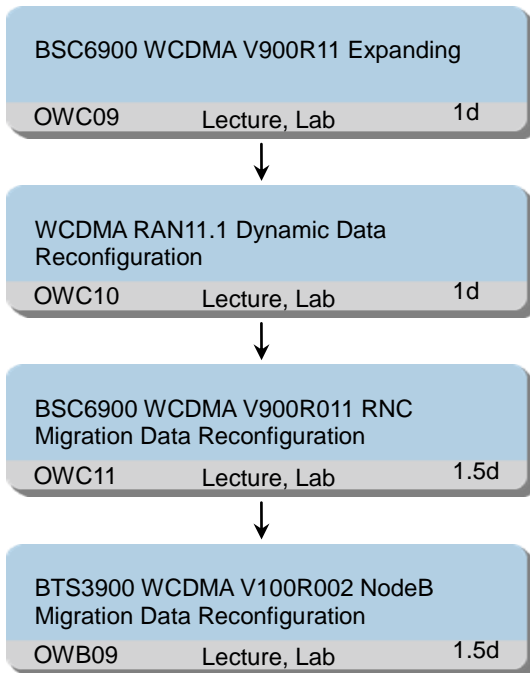 BSC6900 WCDMA V900R11 Expanding
OWC09 Lecture, Lab 1d
WCDMA RAN11.1 Dynamic Data
Reconfiguration
OWC10 Lecture, Lab 1d
BSC6900 WCDMA V900R011 RNC
Migration Data Reconfiguration
OWC11 Lecture, Lab 1.5d
BTS3900 WCDMA V100R002 NodeB
Migration Data Reconfiguration
OWB09 Lecture, Lab 1.5d